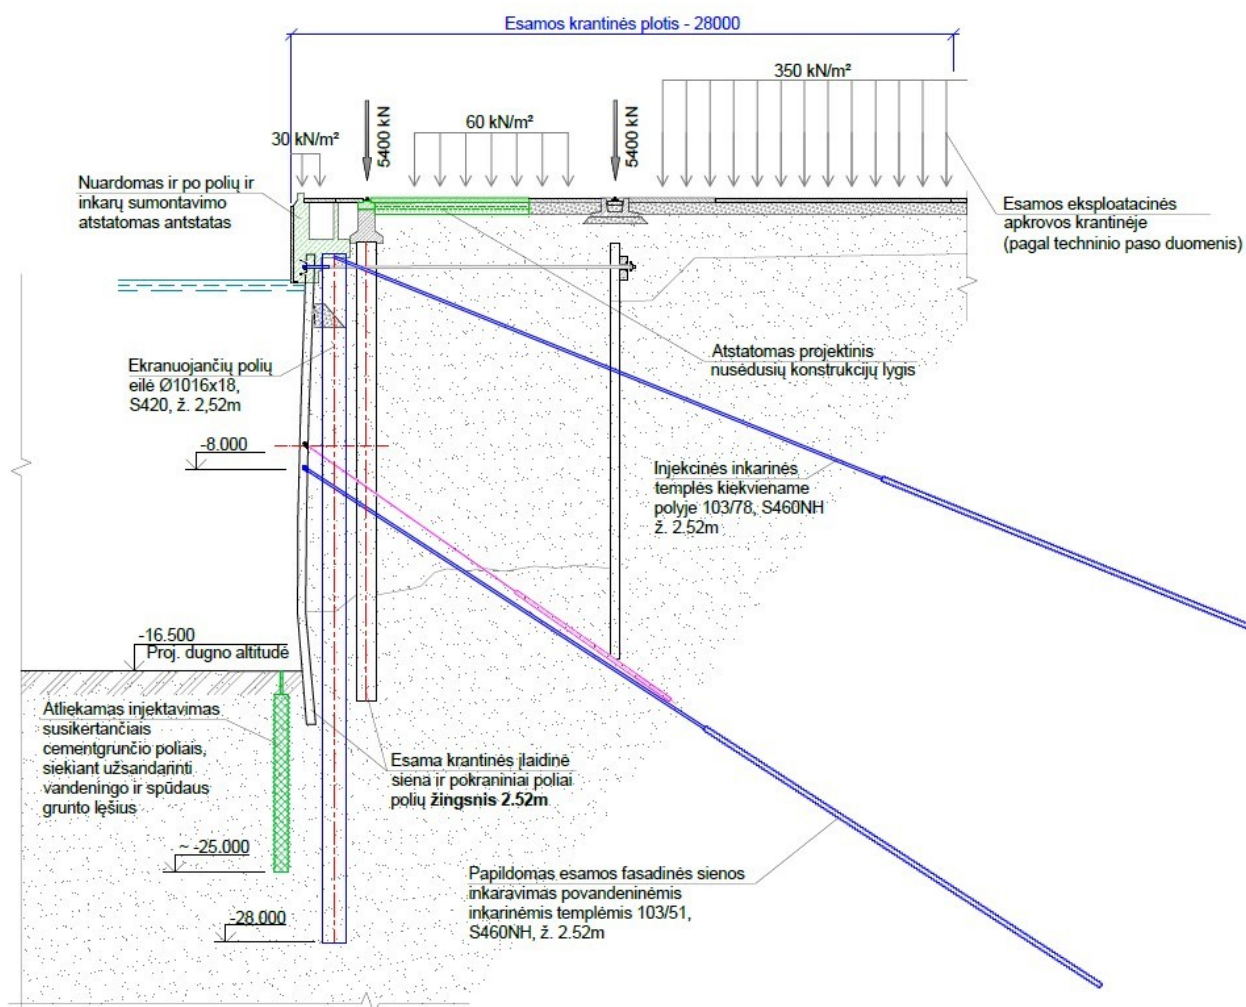 Esamos krantinės plotis - 28000
350 kN/m²
60 kN/m²
30 kN/m²
5400 kN
5400 kN
Nuardomas ir po polių ir
inkarų sumontavimo
atstatomas antstatas
Esamos eksploatacinės
apkrovos krantinėje
(pagal techninio paso duomenis)
Atstatomas projektinis
nusėdusių konstrukcijų lygis
Ekranuojančių polių
eilė Ø1016x18,
S420, ž. 2,52m
-8.000
Injekcinės inkarinės
templės kiekviename
polyje 103/78, S460NH
ž. 2.52m
-16.500
Proj. dugno altitudė
Atliekamas injektavimas
susikertančiais
cementgrunčio poliais,
siekiant užsandarinti
vandeningo ir spūdaus
grunto lęšius
Esama krantinės įlaidinė
siena ir pokraniniai poliai
polių žingsnis 2.52m
~ -25.000
Papildomas esamos fasadinės sienos
inkaravimas povandeninėmis
inkarinėmis templėmis 103/51,
S460NH, ž. 2.52m
-28.000